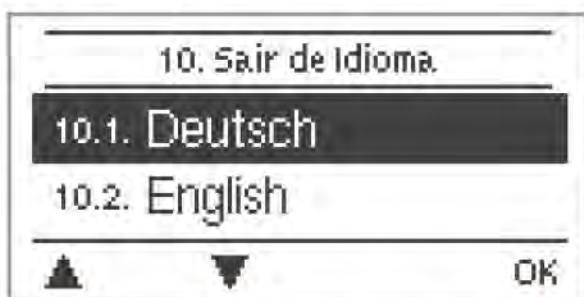 10. Sair de Idioma
10.1. Deutsch
10.2. English
▲ ▼ OK